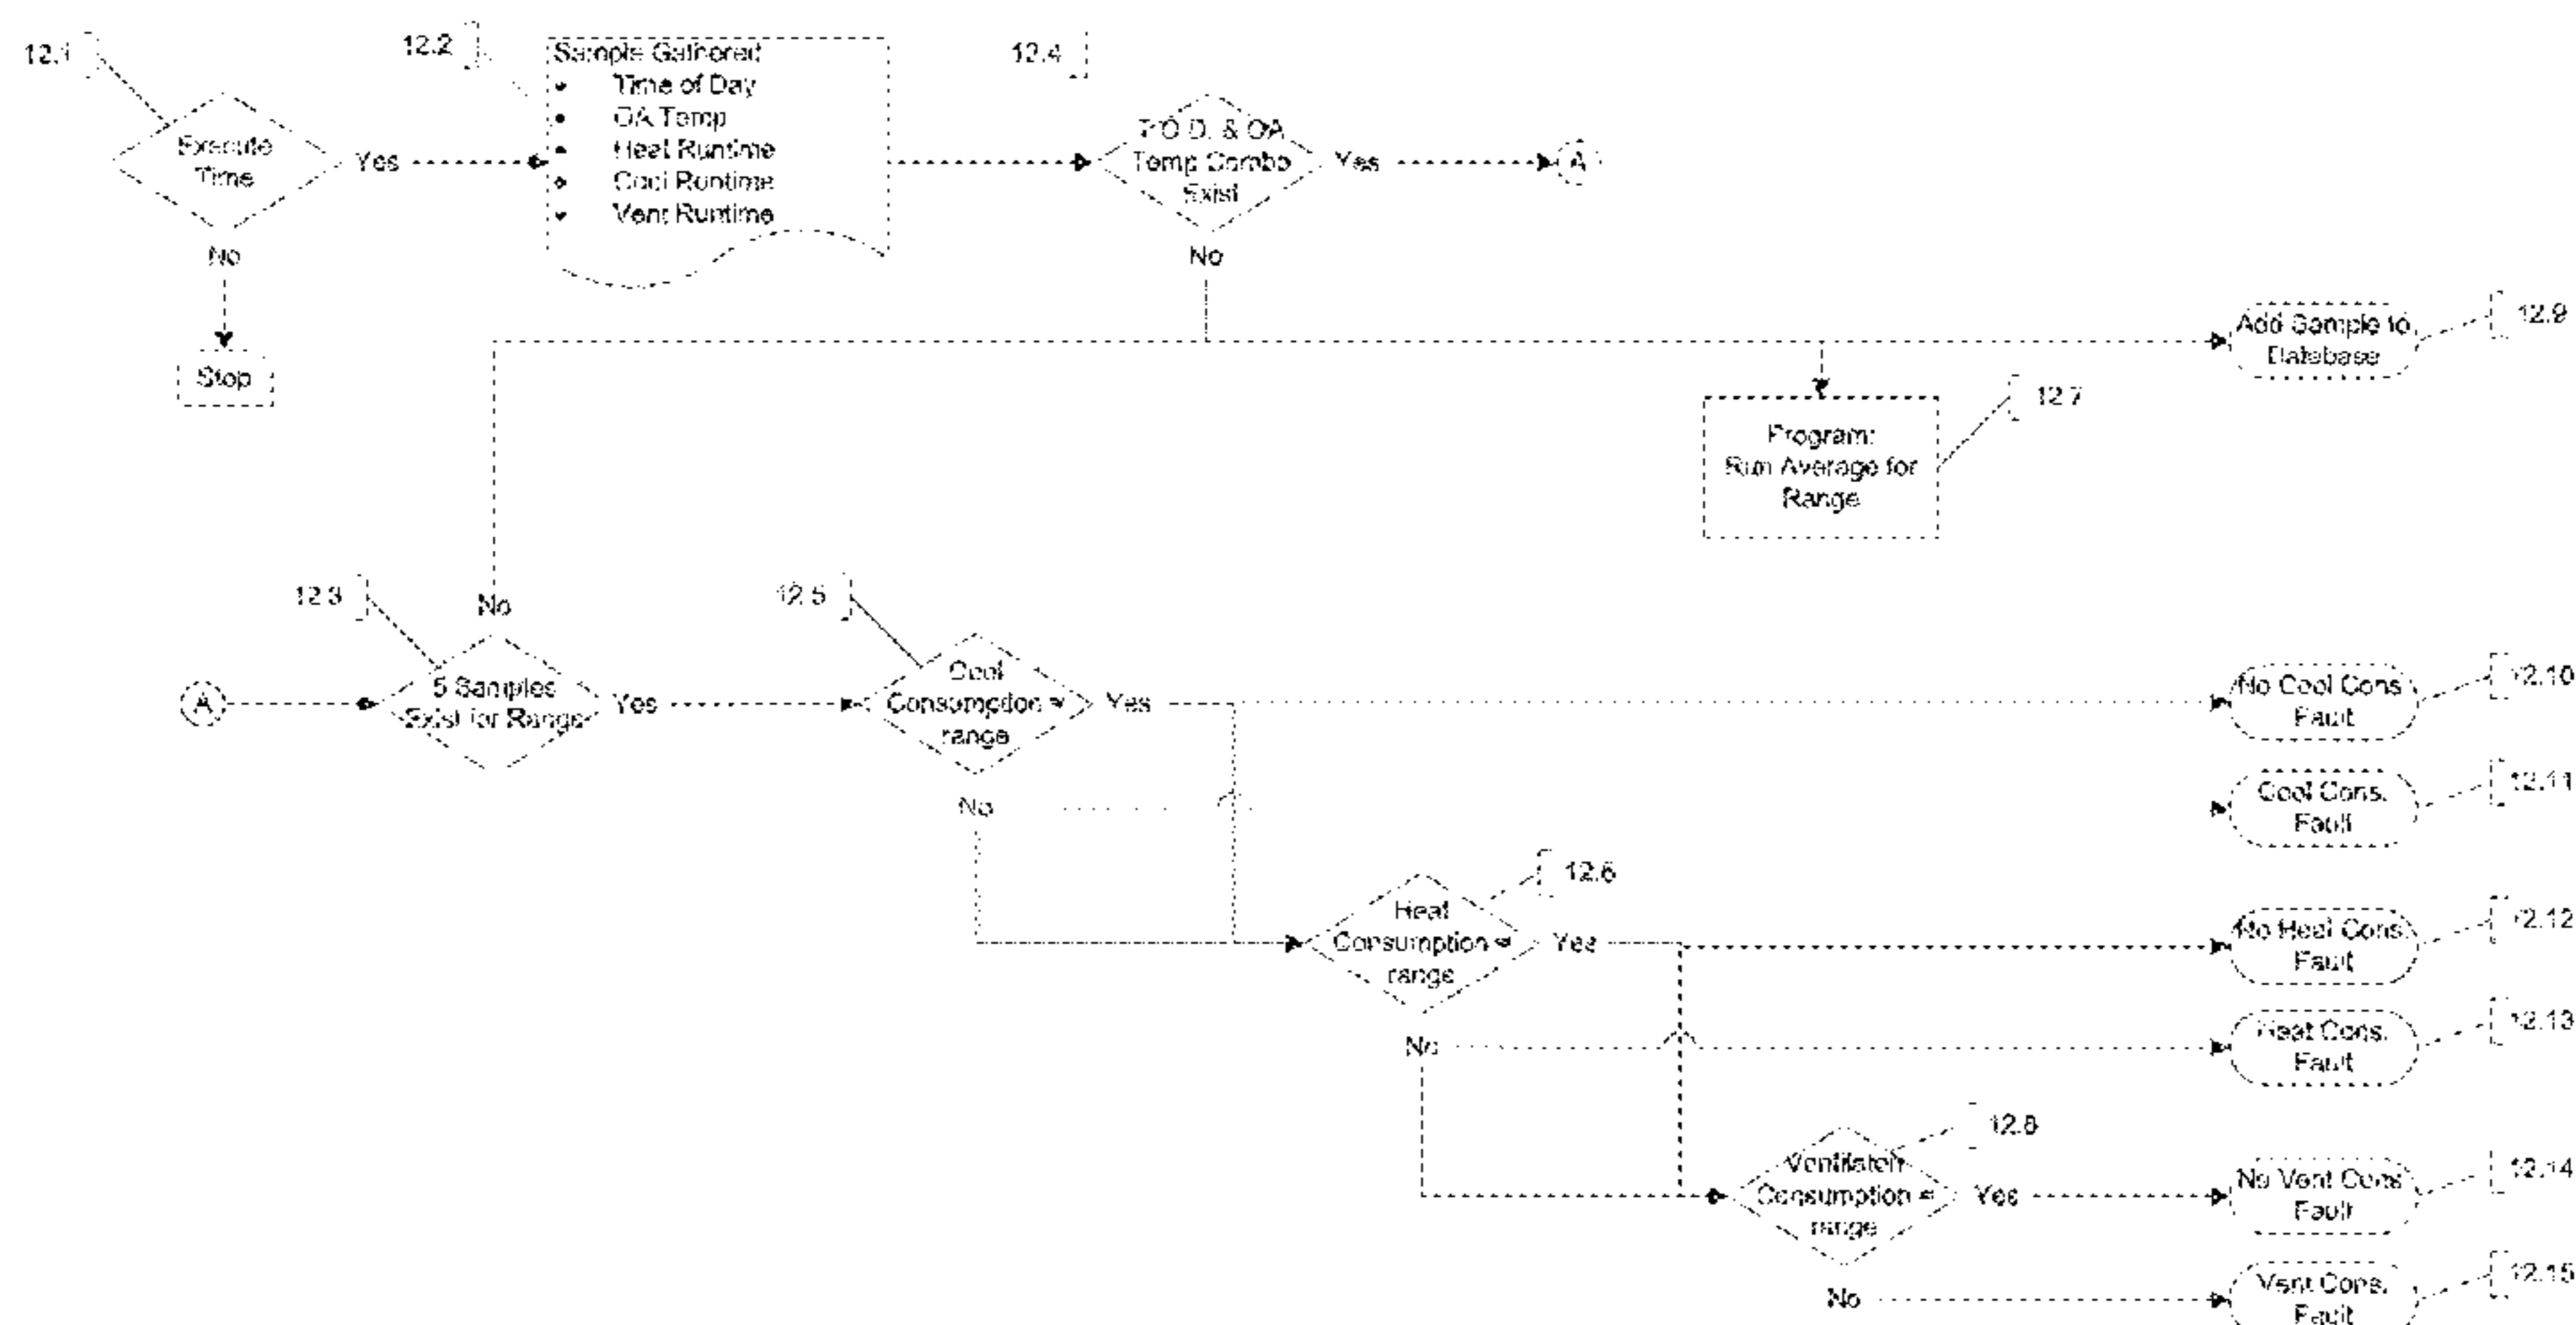 12.1
12.2
12.4
Sample Gathered
Time of Day
OA Temp
Heat Runtime
Cool Runtime
Vent Runtime
Execute
Time
Yes
No
Stop
T.O.D. & OA
Temp Combo
Exist
Yes
A
No
Add Sample to
Database
12.9
12.7
Program:
Run Average for
Range
12.3
No
12.5
A
5 Samples
Exist for Range
Yes
Cool
Consumption =
range
Yes
No
No Cool Cons.
Fault
12.10
Cool Cons.
Fault
12.11
12.6
Heat
Consumption =
range
Yes
No
No Heat Cons.
Fault
12.12
Heat Cons.
Fault
12.13
12.8
Ventilation
Consumption =
range
Yes
No
No Vent Cons
Fault
12.14
Vent Cons.
Fault
12.15